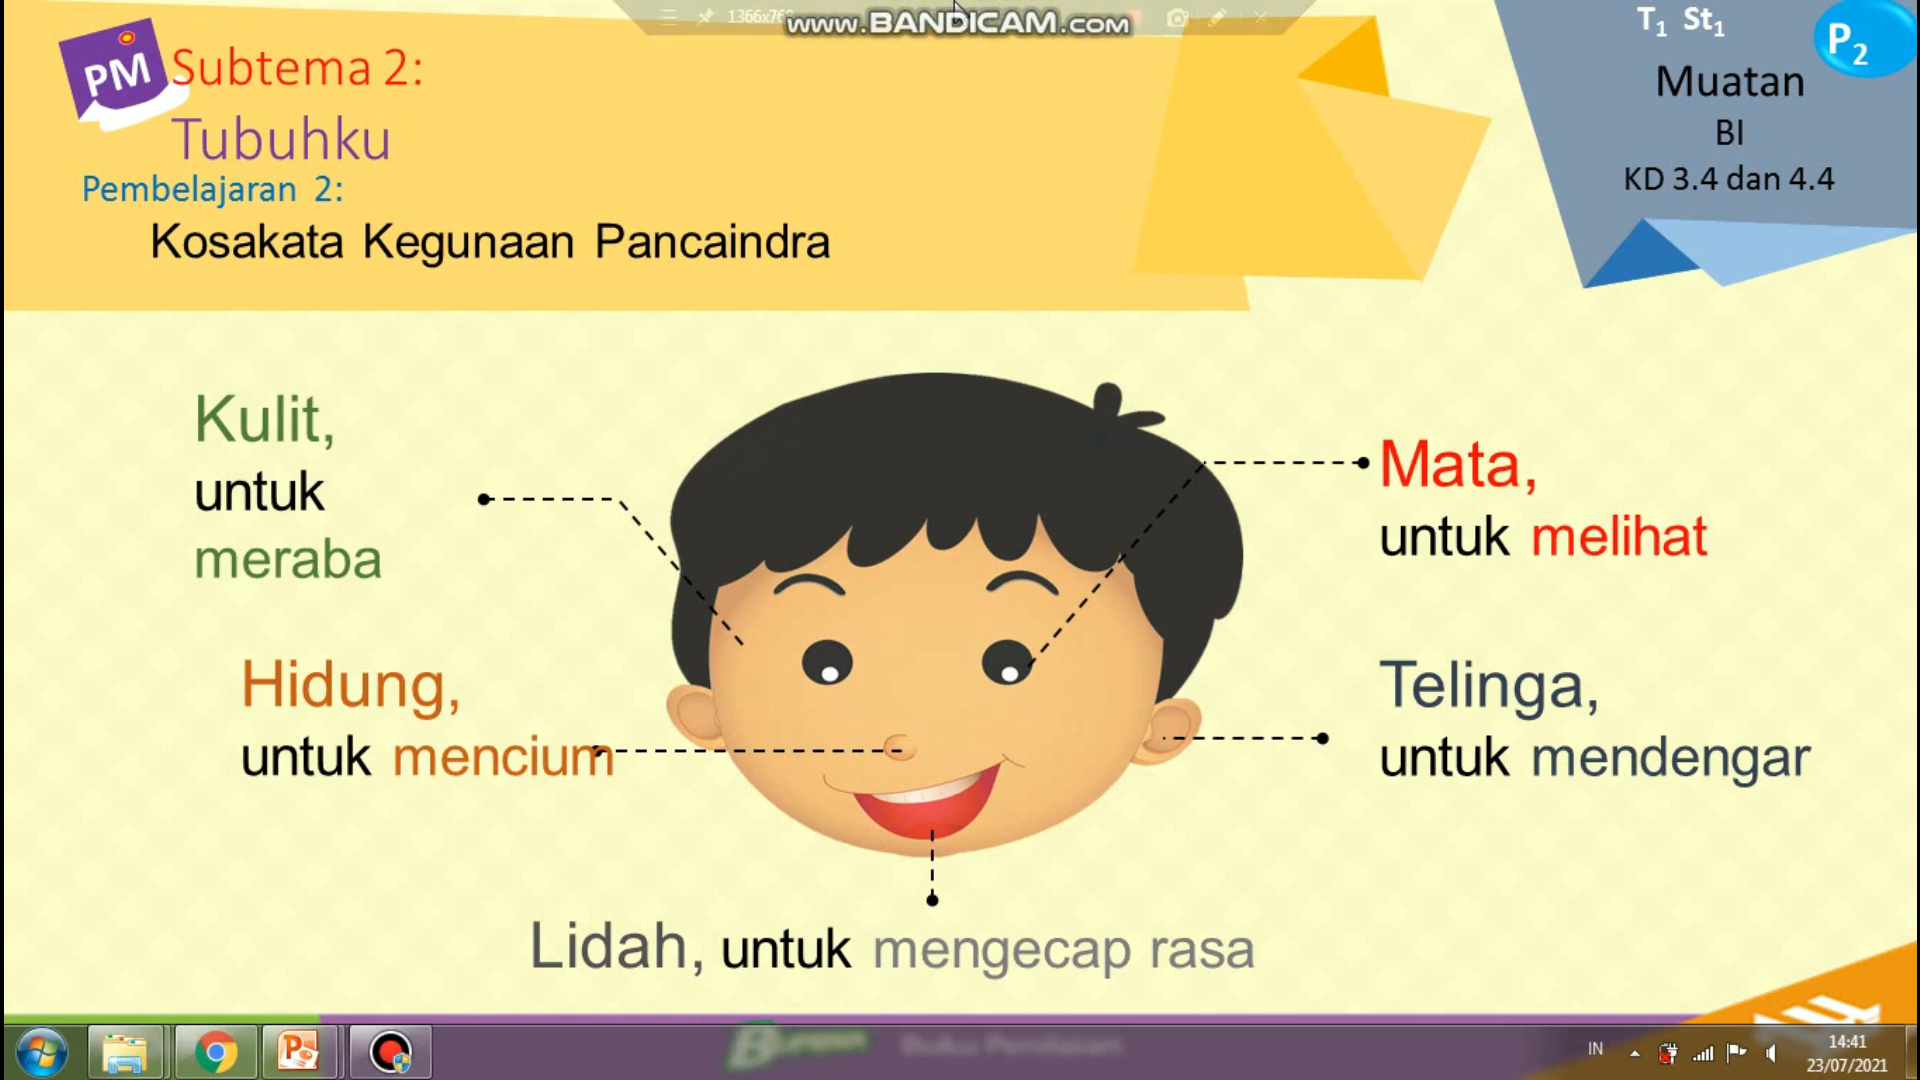 1366x76
www.BANDICAM.com
PM
Subtema 2:
Tubuhku
Pembelajaran 2:
Kosakata Kegunaan Pancaindra
T1 St1
P2
Muatan
BI
KD 3.4 dan 4.4
Kulit,
untuk
meraba
Mata,
untuk melihat
Hidung,
untuk mencium
Telinga,
untuk mendengar
Lidah, untuk mengecap rasa
IN
14:41
23/07/2021